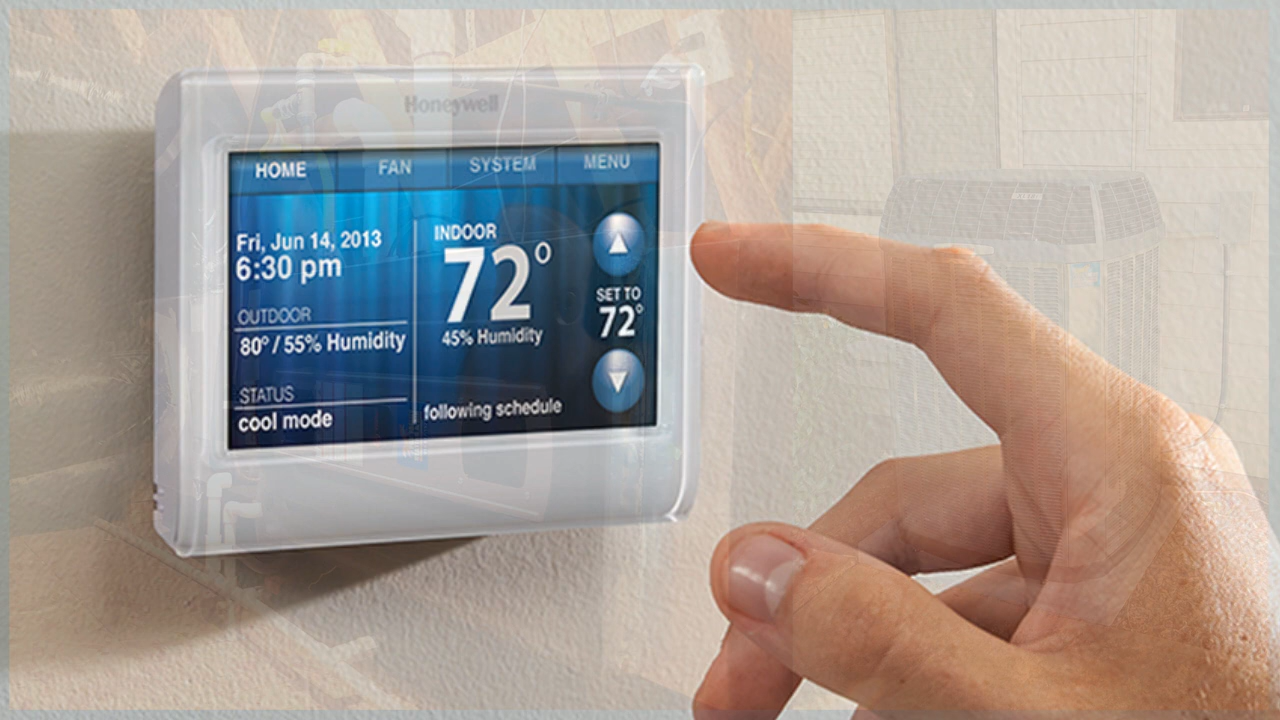 Honeywell
HOME FAN SYSTEM MENU
Fri, Jun 14, 2013
6:30 pm
OUTDOOR
80° / 55% Humidity
STATUS
cool mode
INDOOR
72°
45% Humidity
following schedule
SET TO
72°